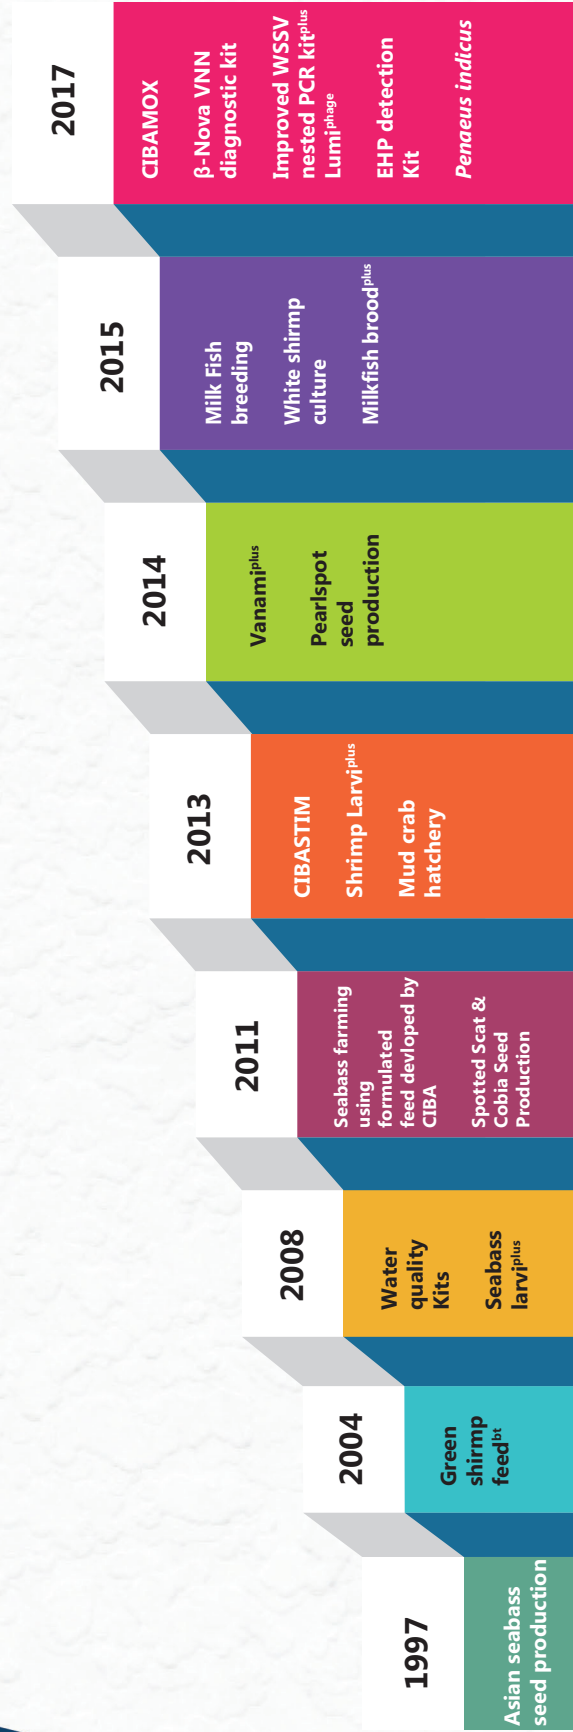 1997
Asian seabass
seed production
2004
Green
shirmp
feedbt
2008
Water
quality
Kits
Seabass
larviplus
2011
Seabass farming
using
formulated
feed devloped by
CIBA
Spotted Scat &
Cobia Seed
Production
2013
CIBASTIM
Shrimp Larviplus
Mud crab
hatchery
2014
Vanamiplus
Pearlspot
seed
production
2015
Milk Fish
breeding
White shirmp
culture
Milkfish broodplus
2017
CIBAMOX
β-Nova VNN
diagnostic kit
Improved WSSV
nested PCR kitplus
Lumiphage
EHP detection
Kit
Penaeus indicus